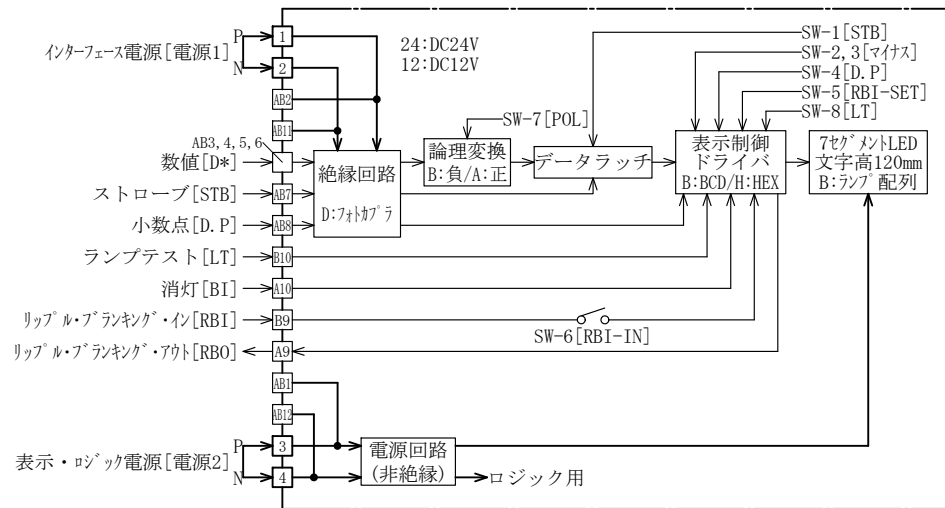 インターフェース電源[電源1]
P
N
1
2
24:DC24V
12:DC12V
SW-1[STB]
SW-2,3[マイナス]
SW-4[D.P]
SW-5[RBI-SET]
SW-8[LT]
AB2
AB11
SW-7[POL]
AB3,4,5,6
数値[D*]
絶縁回路
D:フォトカプラ
論理変換
B:負/A:正
データラッチ
表示制御
ドライバ
B:BCD/H:HEX
7セグメントLED
文字高120mm
B:ランプ配列
ストローブ[STB]
AB7
小数点[D.P]
AB8
ランプテスト[LT]
B10
消灯[BI]
A10
リップル・ブランキング・イン[RBI]
B9
SW-6[RBI-IN]
リップル・ブランキング・アウト[RBO]
A9
AB1
AB12
表示・ロジック電源[電源2]
P
N
3
4
電源回路
(非絶縁)
ロジック用